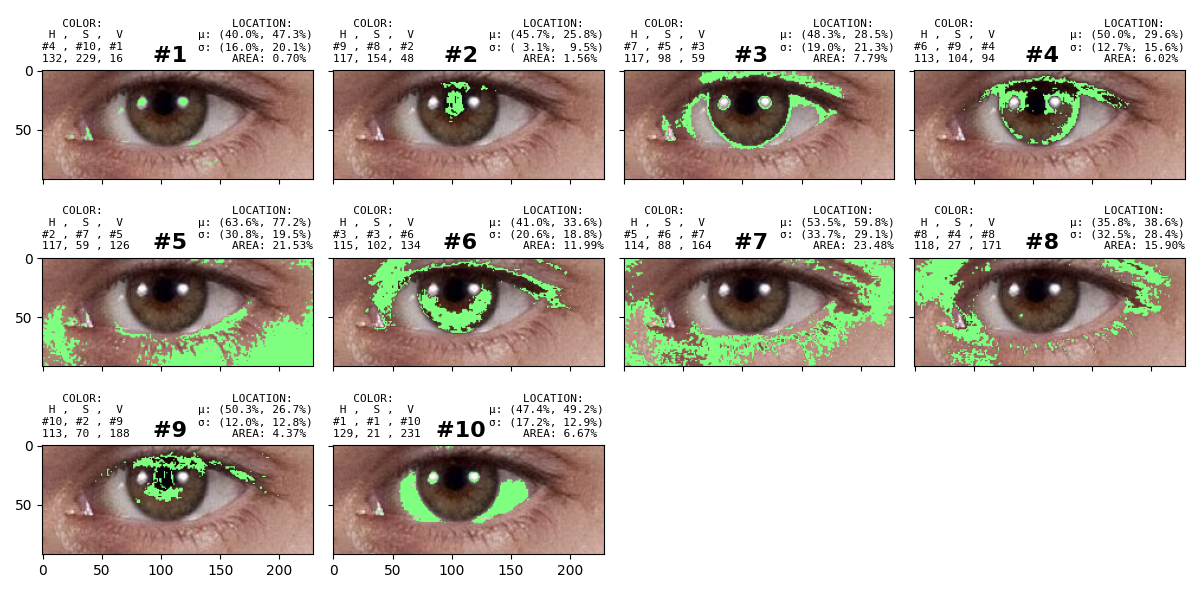 COLOR: LOCATION:
H , S , V μ: (40.0%, 47.3%)
#4 , #10, #1 σ: (16.0%, 20.1%)
132, 229, 16 #1 AREA: 0.70%
COLOR: LOCATION:
H , S , V μ: (45.7%, 25.8%)
#9 , #8 , #2 σ: ( 3.1%, 9.5%)
117, 154, 48 #2 AREA: 1.56%
COLOR: LOCATION:
H , S , V μ: (48.3%, 28.5%)
#7 , #5 , #3 σ: (19.0%, 21.3%)
117, 98 , 59 #3 AREA: 7.79%
COLOR: LOCATION:
H , S , V μ: (50.0%, 29.6%)
#6 , #9 , #4 σ: (12.7%, 15.6%)
113, 104, 94 #4 AREA: 6.02%
0
50
COLOR: LOCATION:
H , S , V μ: (63.6%, 77.2%)
#2 , #7 , #5 σ: (30.8%, 19.5%)
117, 59 , 126 #5 AREA: 21.53%
COLOR: LOCATION:
H , S , V μ: (41.0%, 33.6%)
#3 , #3 , #6 σ: (20.6%, 18.8%)
115, 102, 134 #6 AREA: 11.99%
COLOR: LOCATION:
H , S , V μ: (53.5%, 59.8%)
#5 , #6 , #7 σ: (33.7%, 29.1%)
114, 88 , 164 #7 AREA: 23.48%
COLOR: LOCATION:
H , S , V μ: (35.8%, 38.6%)
#8 , #4 , #8 σ: (32.5%, 28.4%)
118, 27 , 171 #8 AREA: 15.90%
0
50
COLOR: LOCATION:
H , S , V μ: (50.3%, 26.7%)
#10, #2 , #9 σ: (12.0%, 12.8%)
113, 70 , 188 #9 AREA: 4.37%
COLOR: LOCATION:
H , S , V μ: (47.4%, 49.2%)
#1 , #1 , #10 σ: (17.2%, 12.9%)
129, 21 , 231 #10 AREA: 6.67%
0
50
0 50 100 150 200
0 50 100 150 200